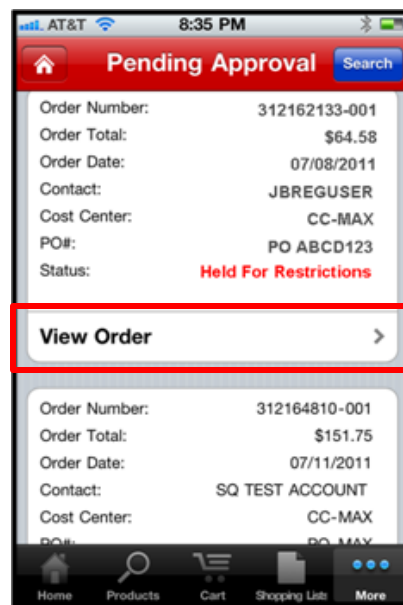 AT&T 8:35 PM
Pending Approval Search
Order Number: 312162133-001
Order Total: $64.58
Order Date: 07/08/2011
Contact: JBREGUSER
Cost Center: CC-MAX
PO#: PO ABCD123
Status: Held For Restrictions
View Order
Order Number: 312164810-001
Order Total: $151.75
Order Date: 07/11/2011
Contact: SQ TEST ACCOUNT
Cost Center: CC-MAX
PO#: PO MAX
Home Products Cart Shopping Lists More